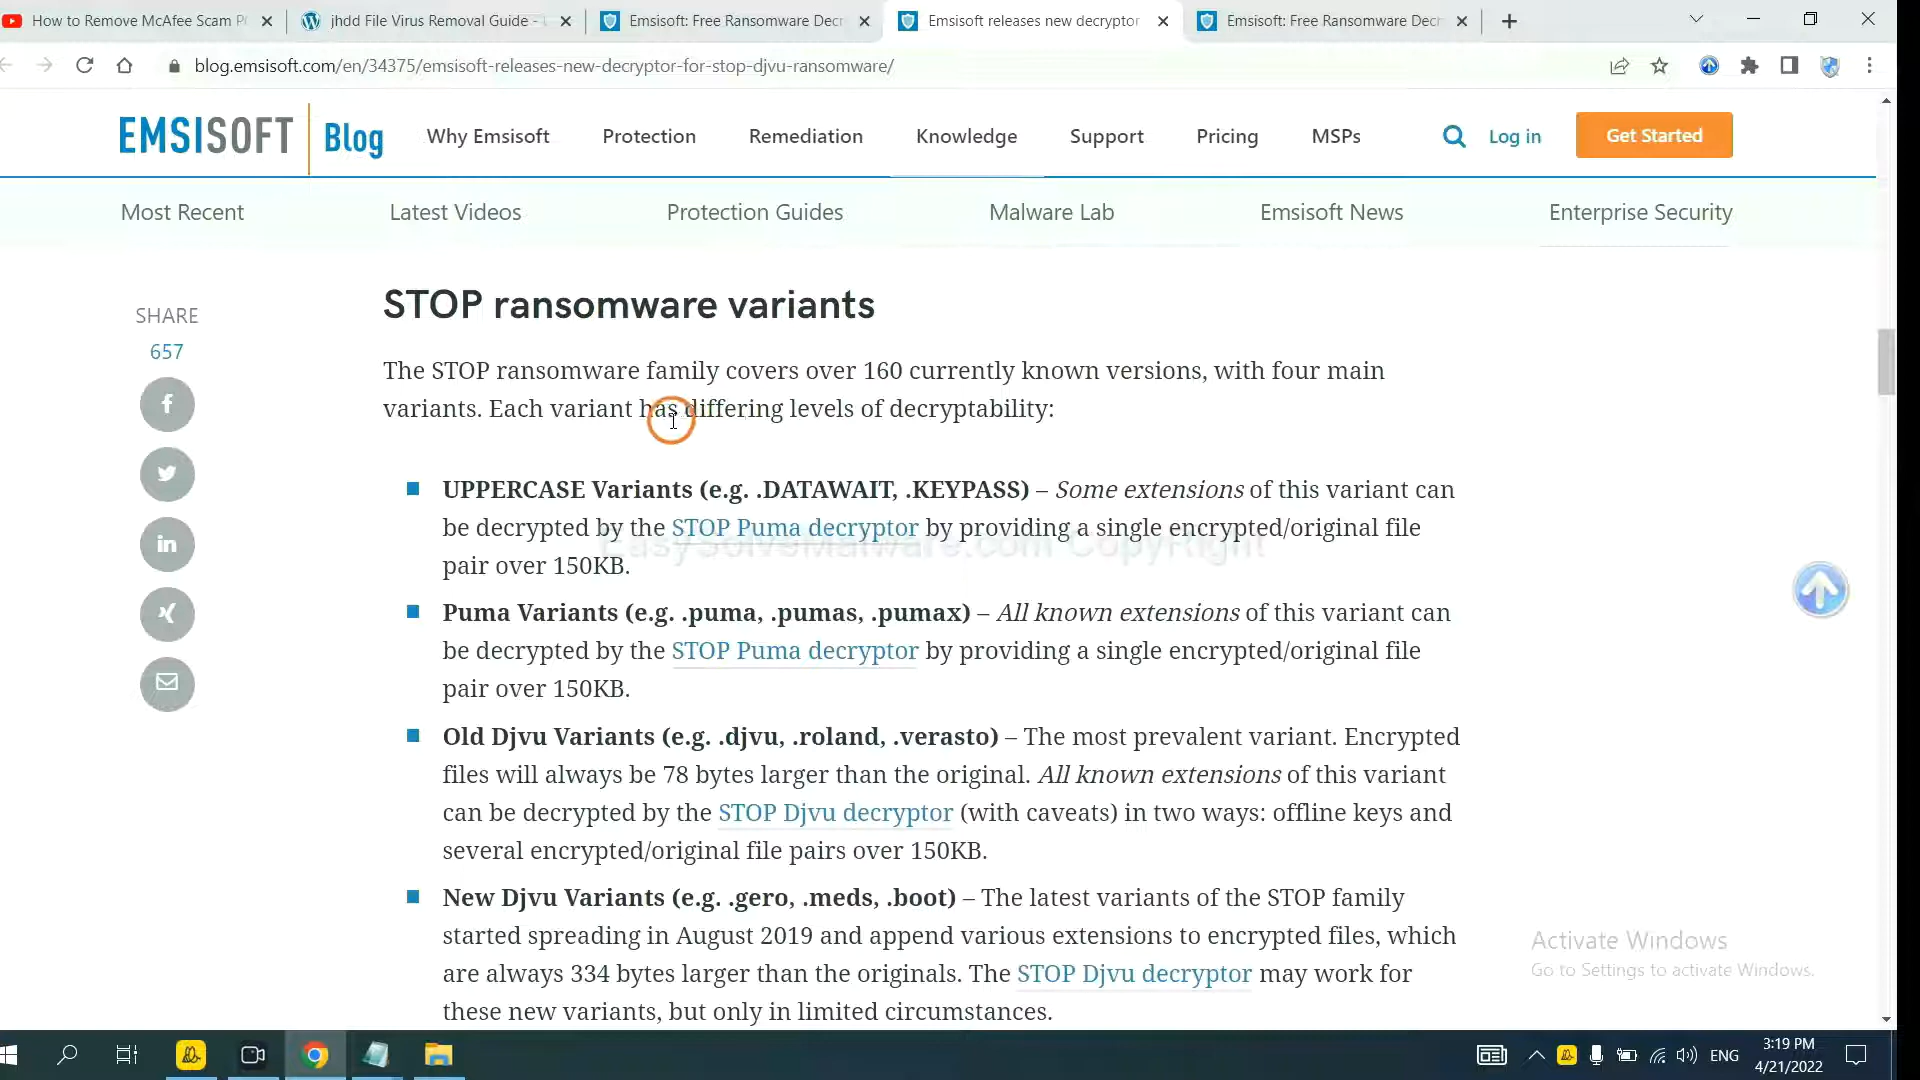 How to Remove McAfee Scam P
jhdd File Virus Removal Guide -
Emsisoft: Free Ransomware Decr
Emsisoft releases new decryptor
Emsisoft: Free Ransomware Decr
blog.emsisoft.com/en/34375/emsisoft-releases-new-decryptor-for-stop-djvu-ransomware/
EMSISOFT Blog
Why Emsisoft
Protection
Remediation
Knowledge
Support
Pricing
MSPs
Log in
Get Started
Most Recent
Latest Videos
Protection Guides
Malware Lab
Emsisoft News
Enterprise Security
SHARE
657
STOP ransomware variants
The STOP ransomware family covers over 160 currently known versions, with four main
variants. Each variant has differing levels of decryptability:
UPPERCASE Variants (e.g. .DATAWAIT, .KEYPASS) – Some extensions of this variant can
be decrypted by the STOP Puma decryptor by providing a single encrypted/original file
EasySolveMalware.com CopyRight
pair over 150KB.
Puma Variants (e.g. .puma, .pumas, .pumax) – All known extensions of this variant can
be decrypted by the STOP Puma decryptor by providing a single encrypted/original file
pair over 150KB.
Old Djvu Variants (e.g. .djvu, .roland, .verasto) – The most prevalent variant. Encrypted
files will always be 78 bytes larger than the original. All known extensions of this variant
can be decrypted by the STOP Djvu decryptor (with caveats) in two ways: offline keys and
several encrypted/original file pairs over 150KB.
New Djvu Variants (e.g. .gero, .meds, .boot) – The latest variants of the STOP family
started spreading in August 2019 and append various extensions to encrypted files, which
are always 334 bytes larger than the originals. The STOP Djvu decryptor may work for
these new variants, but only in limited circumstances.
Activate Windows
Go to Settings to activate Windows.
ENG
3:19 PM
4/21/2022